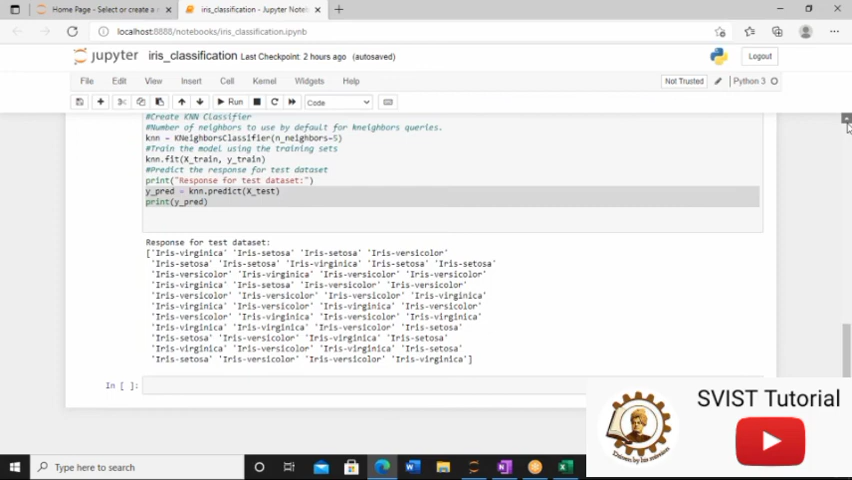 Home Page - Select or create a n
iris_classification - Jupyter Noteb
localhost:8888/notebooks/iris_classification.ipynb
jupyter iris_classification Last Checkpoint: 2 hours ago (autosaved)
Logout
File Edit View Insert Cell Kernel Widgets Help
Not Trusted
Python 3
Run
Code
#Create KNN Classifier
#Number of neighbors to use by default for kneighbors queries.
knn = KNeighborsClassifier(n_neighbors=5)
#Train the model using the training sets
knn.fit(X_train, y_train)
#Predict the response for test dataset
print("Response for test dataset:")
y_pred = knn.predict(X_test)
print(y_pred)
Response for test dataset:
['Iris-virginica' 'Iris-setosa' 'Iris-setosa' 'Iris-versicolor'
'Iris-setosa' 'Iris-setosa' 'Iris-virginica' 'Iris-setosa' 'Iris-setosa'
'Iris-versicolor' 'Iris-virginica' 'Iris-versicolor' 'Iris-versicolor'
'Iris-virginica' 'Iris-setosa' 'Iris-versicolor' 'Iris-versicolor'
'Iris-versicolor' 'Iris-versicolor' 'Iris-versicolor' 'Iris-virginica'
'Iris-virginica' 'Iris-versicolor' 'Iris-setosa' 'Iris-versicolor'
'Iris-versicolor' 'Iris-virginica' 'Iris-versicolor' 'Iris-virginica'
'Iris-virginica' 'Iris-virginica' 'Iris-versicolor' 'Iris-setosa'
'Iris-setosa' 'Iris-versicolor' 'Iris-virginica' 'Iris-setosa'
'Iris-virginica' 'Iris-versicolor' 'Iris-virginica' 'Iris-setosa'
'Iris-setosa' 'Iris-versicolor' 'Iris-versicolor' 'Iris-virginica']
In [ ]:
SVIST Tutorial
Driven by his mission
Type here to search